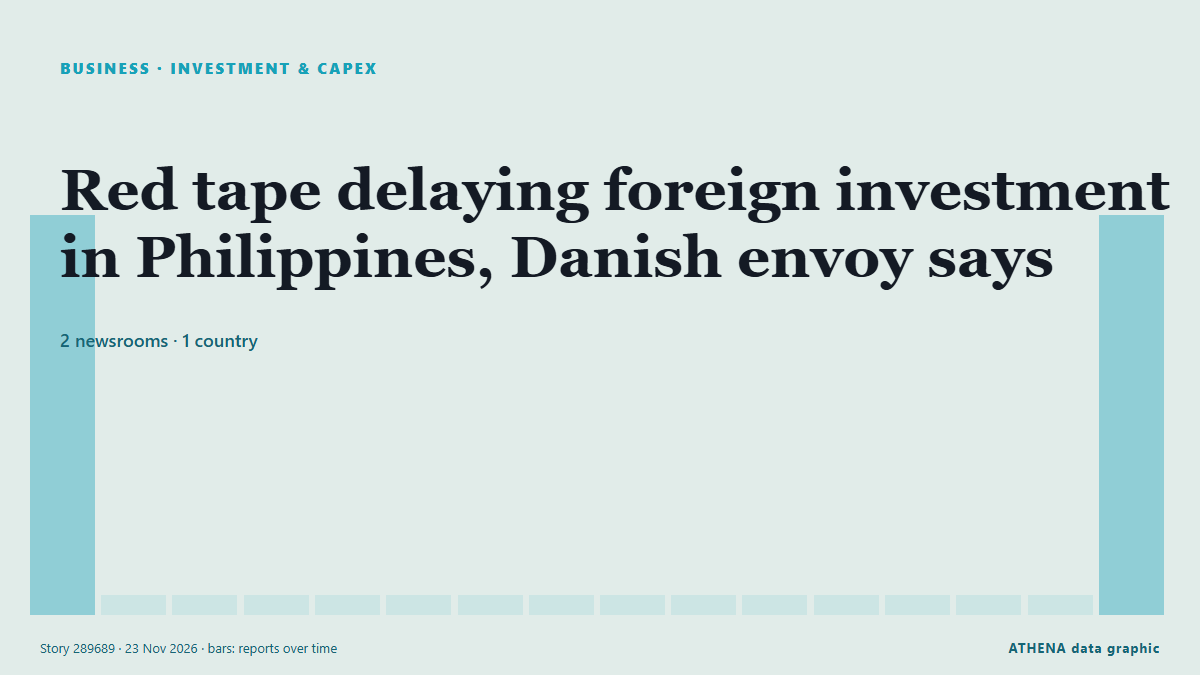 BUSINESS · INVESTMENT & CAPEX
Red tape delaying foreign investment
in Philippines, Danish envoy says
2 newsrooms · 1 country
Story 289689 · 23 Nov 2026 · bars: reports over time
ATHENA data graphic